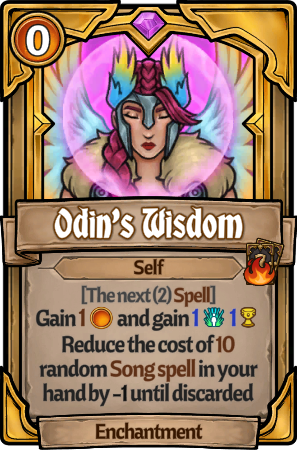 0
Odin's Wisdom
Self
[The next (2) Spell]
Gain 1 and gain 1 1
Reduce the cost of 10
random Song spell in your
hand by -1 until discarded
Enchantment